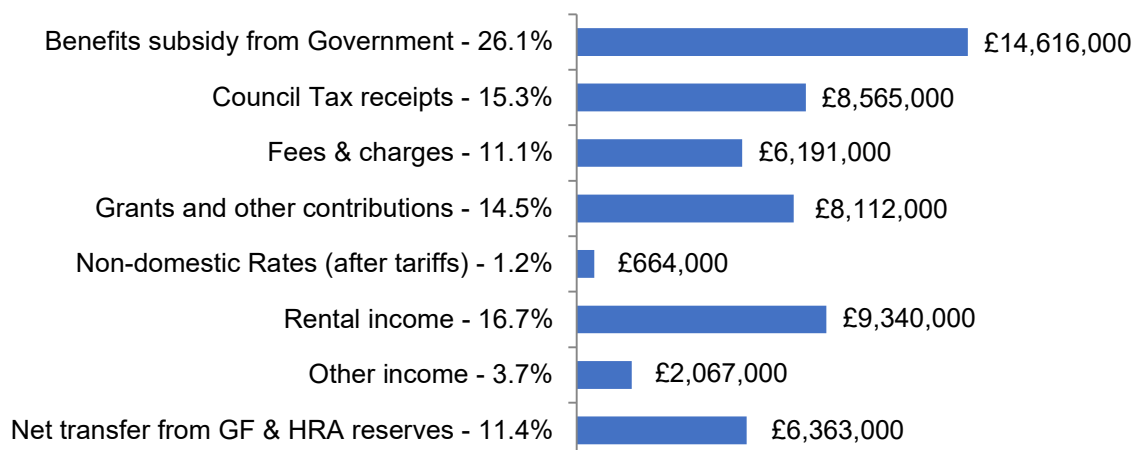 Benefits subsidy from Government - 26.1% £14,616,000
Council Tax receipts - 15.3% £8,565,000
Fees & charges - 11.1% £6,191,000
Grants and other contributions - 14.5% £8,112,000
Non-domestic Rates (after tariffs) - 1.2% £664,000
Rental income - 16.7% £9,340,000
Other income - 3.7% £2,067,000
Net transfer from GF & HRA reserves - 11.4% £6,363,000